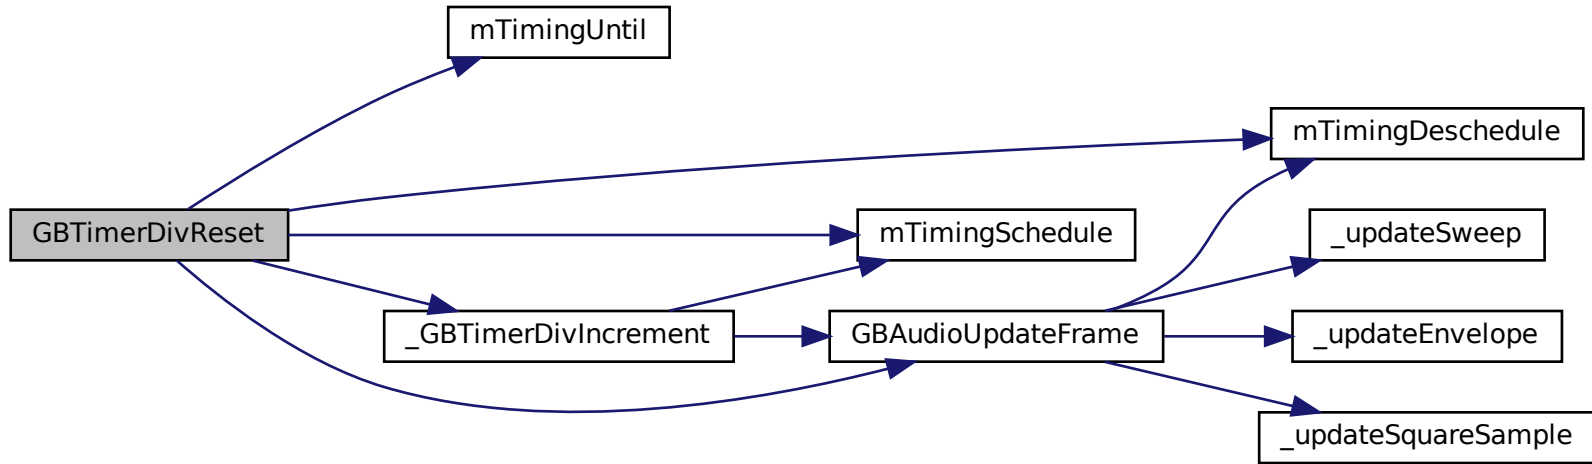 mTimingUntil
mTimingDeschedule
GBTimerDivReset
mTimingSchedule
_updateSweep
_GBTimerDivIncrement
GBAudioUpdateFrame
_updateEnvelope
_updateSquareSample